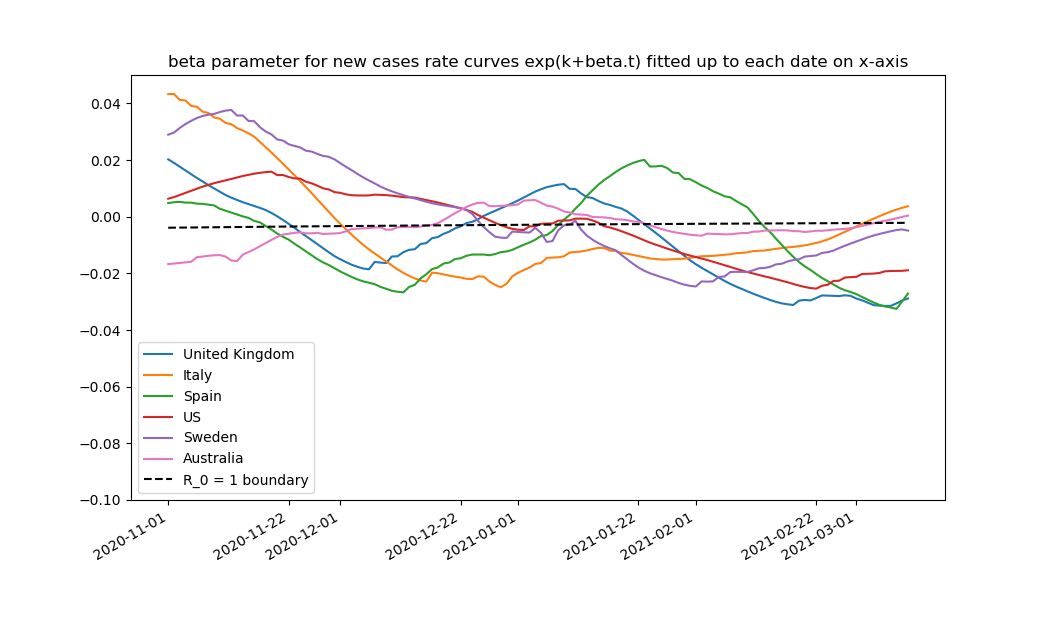 beta parameter for new cases rate curves exp(k+beta.t) fitted up to each date on x-axis
0.04
0.02
0.00
−0.02
−0.04
−0.06
−0.08
−0.10
United Kingdom
Italy
Spain
US
Sweden
Australia
R_0 = 1 boundary
2020-11-01
2020-11-22
2020-12-01
2020-12-22
2021-01-01
2021-01-22
2021-02-01
2021-02-22
2021-03-01